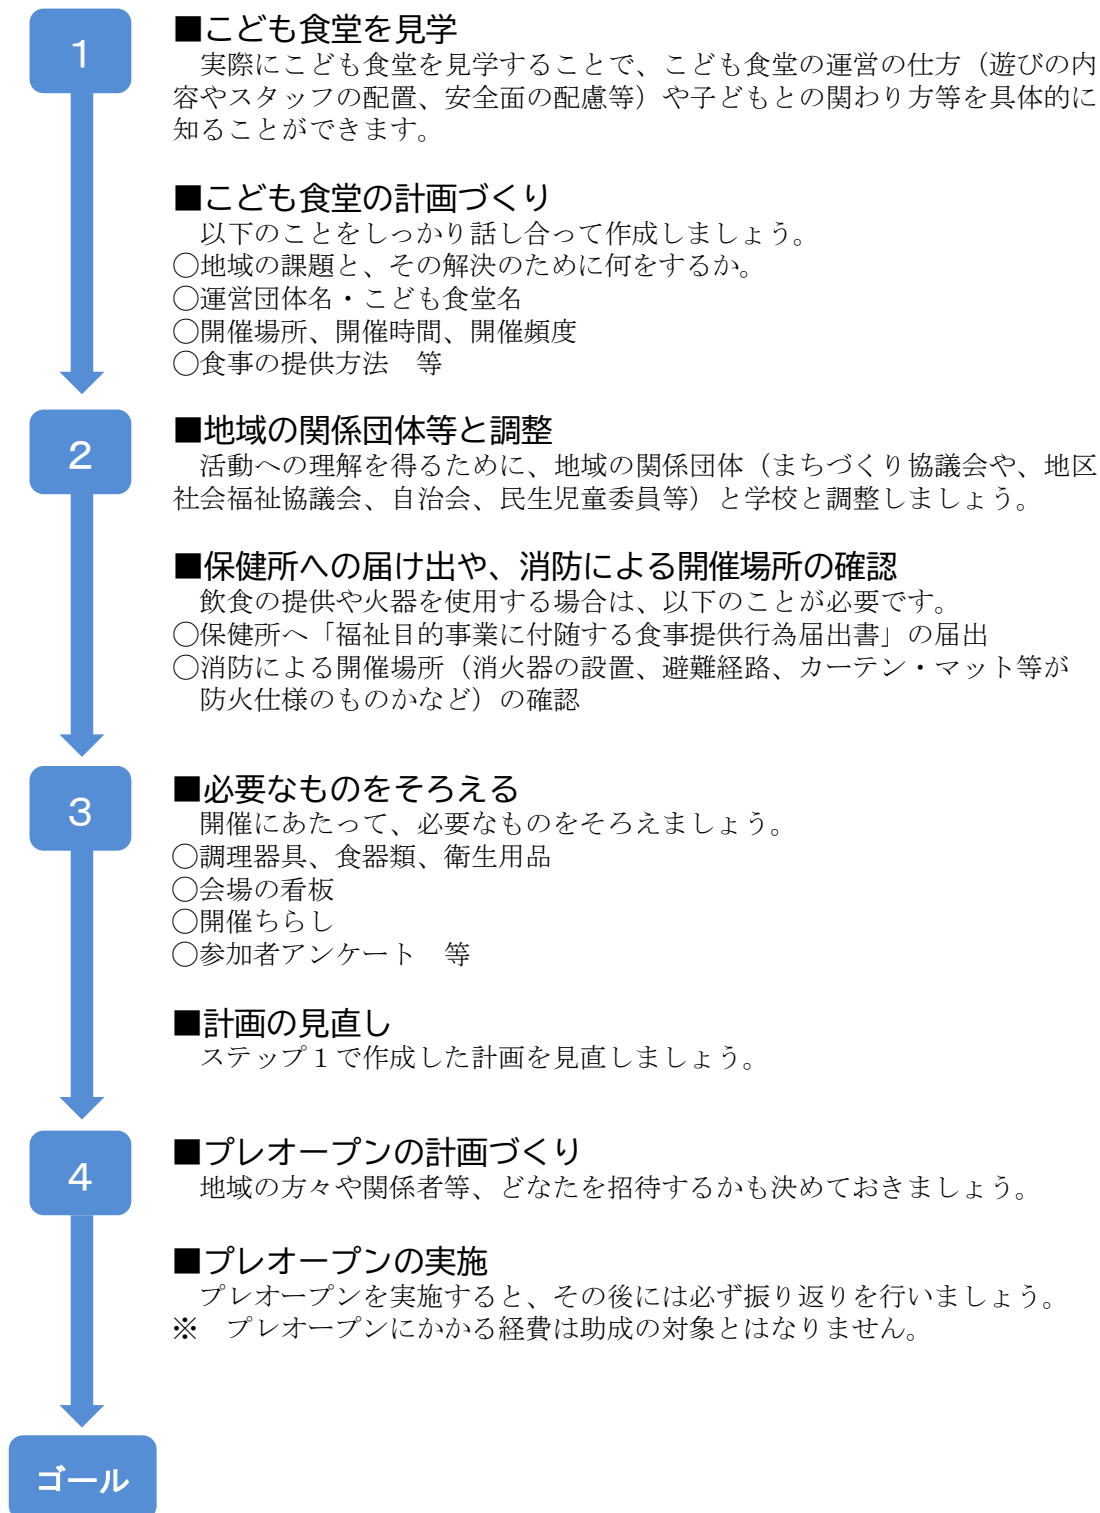 1
■こども食堂を見学
　実際にこども食堂を見学することで、こども食堂の運営の仕方（遊びの内
容やスタッフの配置、安全面の配慮等）や子どもとの関わり方等を具体的に
知ることができます。
■こども食堂の計画づくり
　以下のことをしっかり話し合って作成しましょう。
○地域の課題と、その解決のために何をするか。
○運営団体名・こども食堂名
○開催場所、開催時間、開催頻度
○食事の提供方法　等
2
■地域の関係団体等と調整
　活動への理解を得るために、地域の関係団体（まちづくり協議会や、地区
社会福祉協議会、自治会、民生児童委員等）と学校と調整しましょう。
■保健所への届け出や、消防による開催場所の確認
　飲食の提供や火器を使用する場合は、以下のことが必要です。
○保健所へ「福祉目的事業に付随する食事提供行為届出書」の届出
○消防による開催場所（消火器の設置、避難経路、カーテン・マット等が
　防火仕様のものかなど）の確認
3
■必要なものをそろえる
　開催にあたって、必要なものをそろえましょう。
○調理器具、食器類、衛生用品
○会場の看板
○開催ちらし
○参加者アンケート　等
■計画の見直し
　ステップ１で作成した計画を見直しましょう。
4
■プレオープンの計画づくり
　地域の方々や関係者等、どなたを招待するかも決めておきましょう。
■プレオープンの実施
　プレオープンを実施すると、その後には必ず振り返りを行いましょう。
※　プレオープンにかかる経費は助成の対象とはなりません。
ゴール